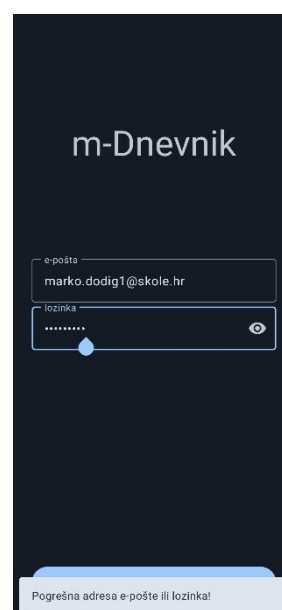 m-Dnevnik
e-pošta
marko.dodig1@skole.hr
lozinka
•••••••••
Pogrešna adresa e-pošte ili lozinka!